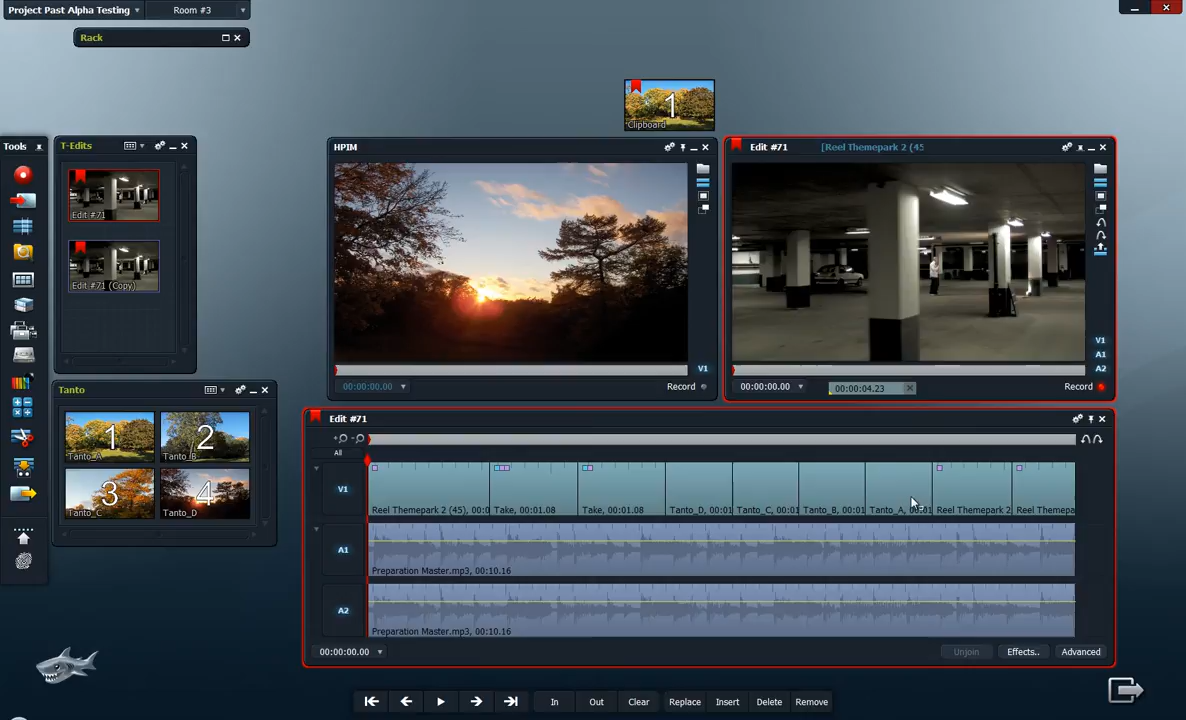 Project Past Alpha Testing
Room #3
Rack
1
Clipboard
Tools
T-Edits
Edit #71
Edit #71 (Copy)
HPIM
V1
00:00:00.00
Record
Edit #71
[Reel Themepark 2 (45
V1
A1
A2
00:00:00.00
00:00:04.23
Record
Tanto
1
Tanto_A
2
Tanto_B
3
Tanto_C
4
Tanto_D
Edit #71
All
V1
Reel Themepark 2 (45), 00:0
Take, 00:01.08
Take, 00:01.08
Tanto_D, 00:01
Tanto_C, 00:01
Tanto_B, 00:01
Tanto_A, 00:01
Reel Themepark 2
Reel Themepa
A1
Preparation Master.mp3, 00:10.16
A2
Preparation Master.mp3, 00:10.16
00:00:00.00
Unjoin
Effects..
Advanced
In
Out
Clear
Replace
Insert
Delete
Remove